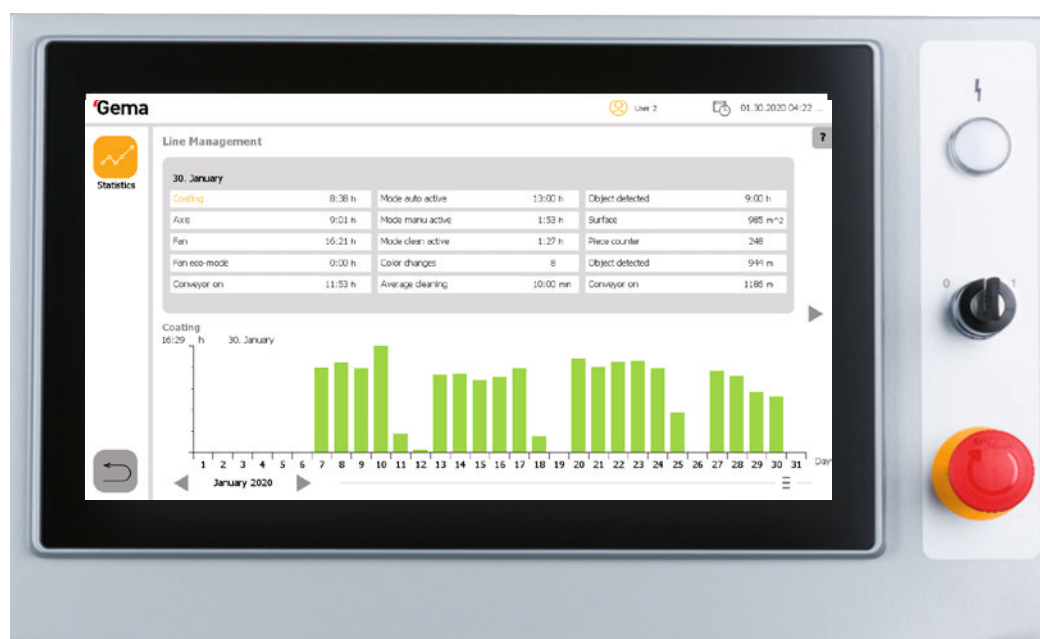 Gema
User 2
01.30.2020 04:22 ...
Line Management
?
Statistics
30. January
Coating 8:38 h Mode auto active 13:00 h Object detected 9:00 h
Axis 9:01 h Mode manu active 1:53 h Surface 985 m^2
Fan 16:21 h Mode clean active 1:27 h Piece counter 248
Fan eco-mode 0:00 h Color changes 8 Object detected 944 m
Conveyor on 11:53 h Average cleaning 10:00 mn Conveyor on 1186 m
Coating
16:29 h 30. January
1 2 3 4 5 6 7 8 9 10 11 12 13 14 15 16 17 18 19 20 21 22 23 24 25 26 27 28 29 30 31 Day
January 2020
0 1